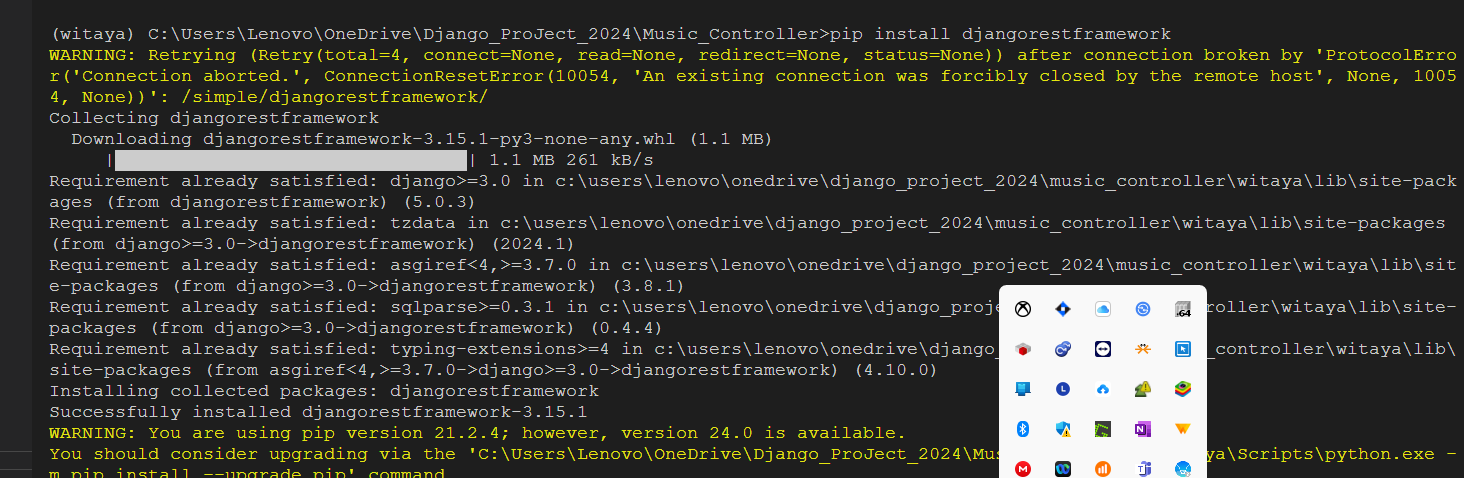 (witaya) C:\Users\Lenovo\OneDrive\Django_ProJect_2024\Music_Controller>pip install djangorestframework
WARNING: Retrying (Retry(total=4, connect=None, read=None, redirect=None, status=None)) after connection broken by 'ProtocolErro
r('Connection aborted.', ConnectionResetError(10054, 'An existing connection was forcibly closed by the remote host', None, 1005
4, None))': /simple/djangorestframework/
Collecting djangorestframework
Downloading djangorestframework-3.15.1-py3-none-any.whl (1.1 MB)
| | 1.1 MB 261 kB/s
Requirement already satisfied: django>=3.0 in c:\users\lenovo\onedrive\django_project_2024\music_controller\witaya\lib\site-pack
ages (from djangorestframework) (5.0.3)
Requirement already satisfied: tzdata in c:\users\lenovo\onedrive\django_project_2024\music_controller\witaya\lib\site-packages
(from django>=3.0->djangorestframework) (2024.1)
Requirement already satisfied: asgiref<4,>=3.7.0 in c:\users\lenovo\onedrive\django_project_2024\music_controller\witaya\lib\sit
e-packages (from django>=3.0->djangorestframework) (3.8.1)
Requirement already satisfied: sqlparse>=0.3.1 in c:\users\lenovo\onedrive\django_proje _controller\witaya\lib\site-
packages (from django>=3.0->djangorestframework) (0.4.4)
Requirement already satisfied: typing-extensions>=4 in c:\users\lenovo\onedrive\django_ _controller\witaya\lib\
site-packages (from asgiref<4,>=3.7.0->django>=3.0->djangorestframework) (4.10.0)
Installing collected packages: djangorestframework
Successfully installed djangorestframework-3.15.1
WARNING: You are using pip version 21.2.4; however, version 24.0 is available.
You should consider upgrading via the 'C:\Users\Lenovo\OneDrive\Django_ProJect_2024\Mus ya\Scripts\python.exe -
m pip install --upgrade pip' command.